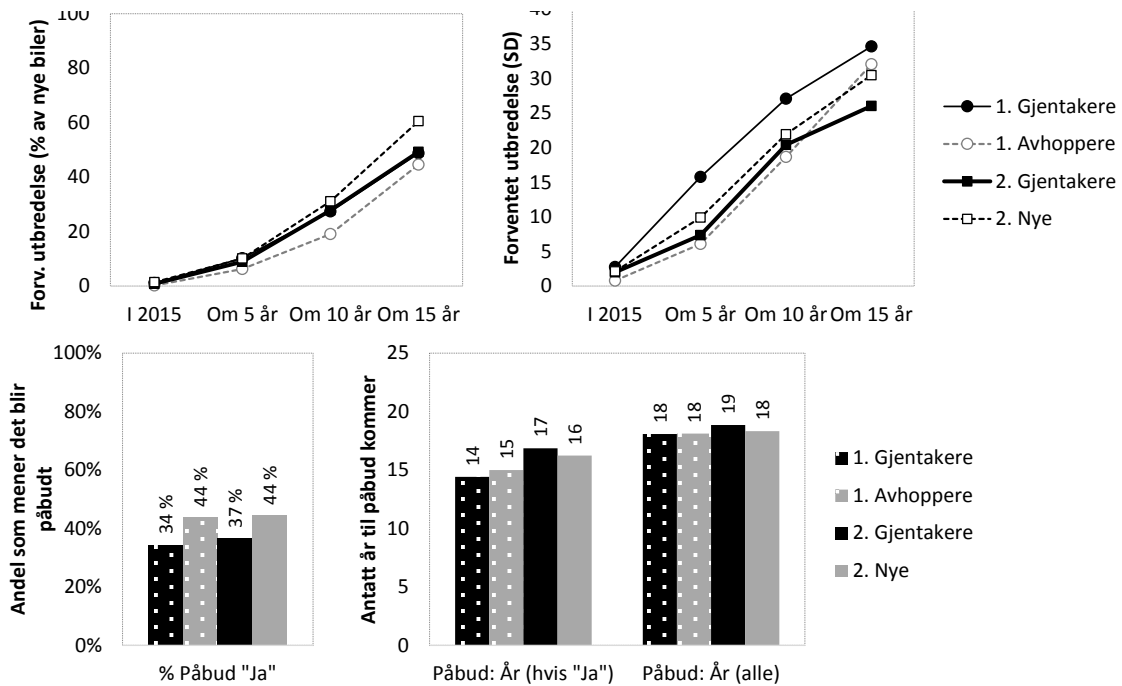 Forv. utbredelse (% av nye biler)
100
80
60
40
20
0
I 2015 Om 5 år Om 10 år Om 15 år
Forventet utbredelse (SD)
40
35
30
25
20
15
10
5
0
I 2015 Om 5 år Om 10 år Om 15 år
1. Gjentakere
1. Avhoppere
2. Gjentakere
2. Nye
Andel som mener det blir
påbudt
100%
80%
60%
40%
20%
0%
34 %
44 %
37 %
44 %
% Påbud "Ja"
Antatt år til påbud kommer
25
20
15
10
5
0
14
15
17
16
18
18
19
18
Påbud: År (hvis "Ja") Påbud: År (alle)
1. Gjentakere
1. Avhoppere
2. Gjentakere
2. Nye